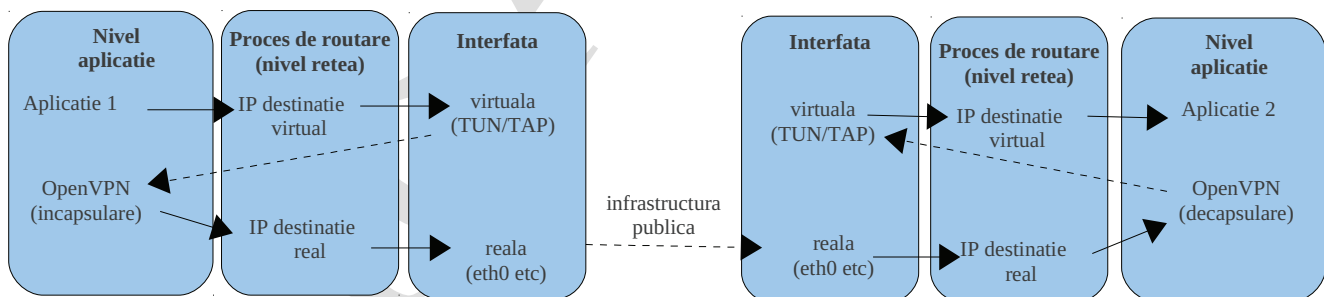 Nivel
aplicatie
Aplicatie 1
OpenVPN
(incapsulare)
Proces de routare
(nivel retea)
IP destinatie
virtual
IP destinatie
real
Interfata
virtuala
(TUN/TAP)
reala
(eth0 etc)
infrastructura
publica
Interfata
virtuala
(TUN/TAP)
reala
(eth0 etc)
Proces de routare
(nivel retea)
IP destinatie
virtual
IP destinatie
real
Nivel
aplicatie
Aplicatie 2
OpenVPN
(decapsulare)